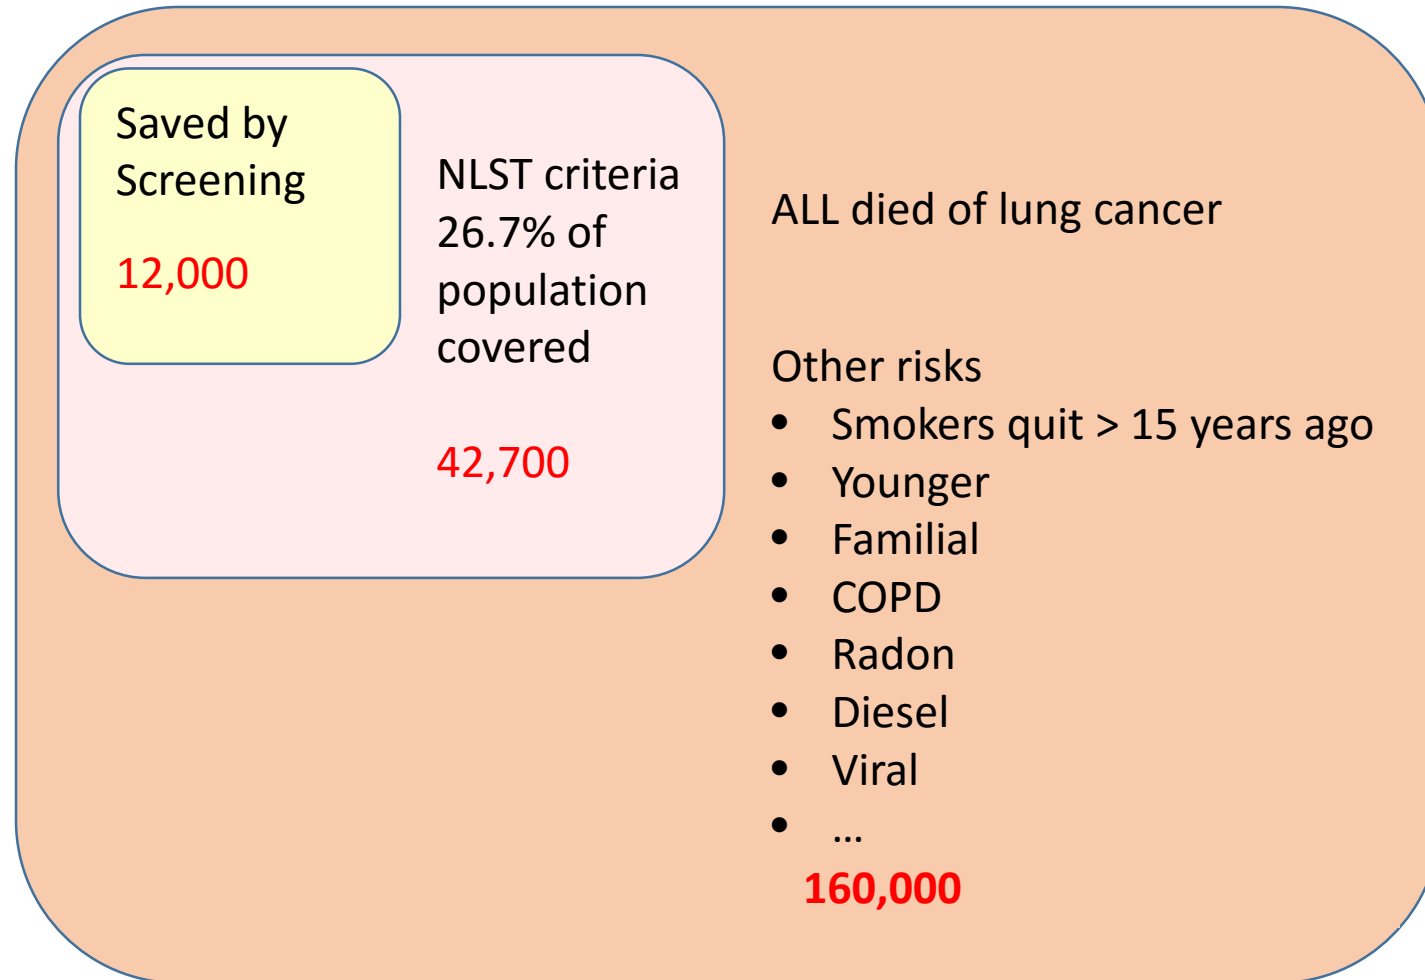 Saved by
Screening
12,000
NLST criteria
26.7% of
population
covered
42,700
ALL died of lung cancer
Other risks
• Smokers quit > 15 years ago
• Younger
• Familial
• COPD
• Radon
• Diesel
• Viral
• ...
160,000